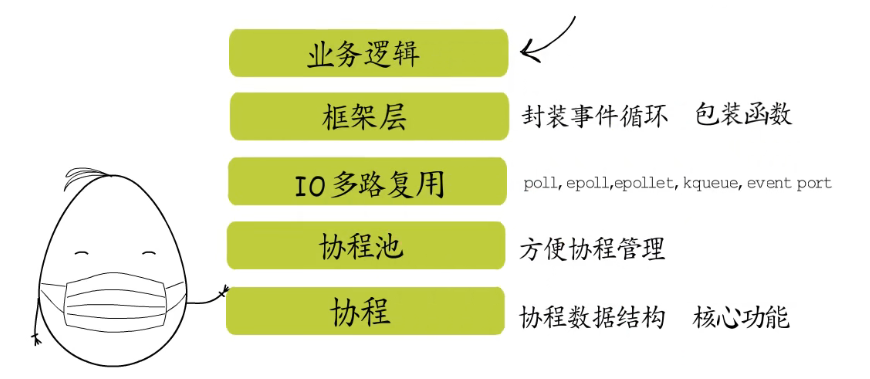 业务逻辑
框架层 封装事件循环 包装函数
IO多路复用 poll, epoll,epollet, kqueue, event port
协程池 方便协程管理
协程 协程数据结构 核心功能